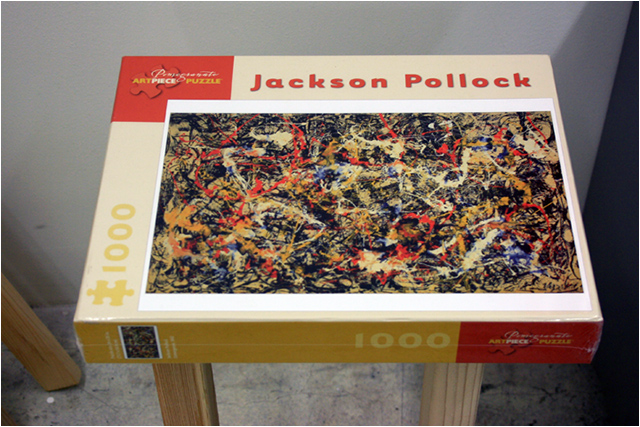 Pomegranate
ARTPIECE PUZZLE
Jackson Pollock
1000
1000
Pomegranate
ARTPIECE PUZZLE